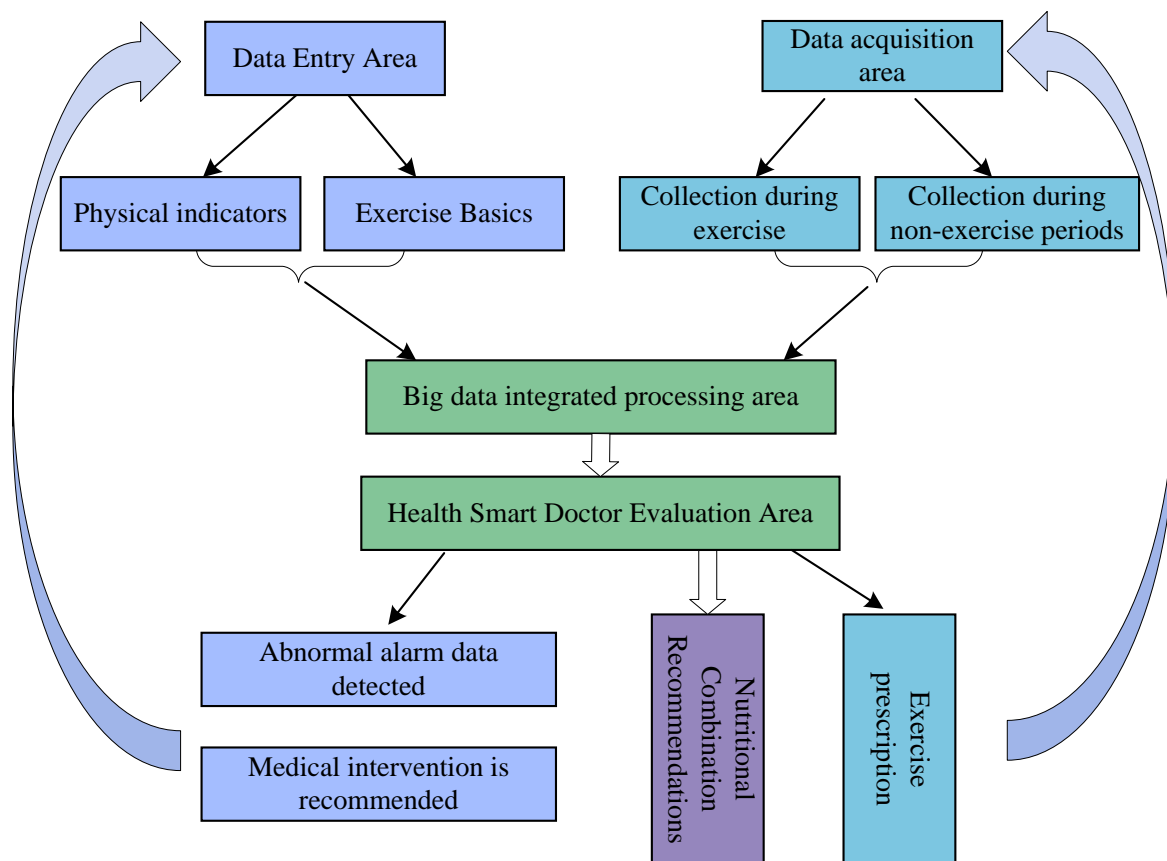 Data Entry Area
Data acquisition
area
Physical indicators
Exercise Basics
Collection during
exercise
Collection during
non-exercise periods
Big data integrated processing area
Health Smart Doctor Evaluation Area
Abnormal alarm data
detected
Medical intervention is
recommended
Nutritional
Combination
Recommendations
Exercise
prescription